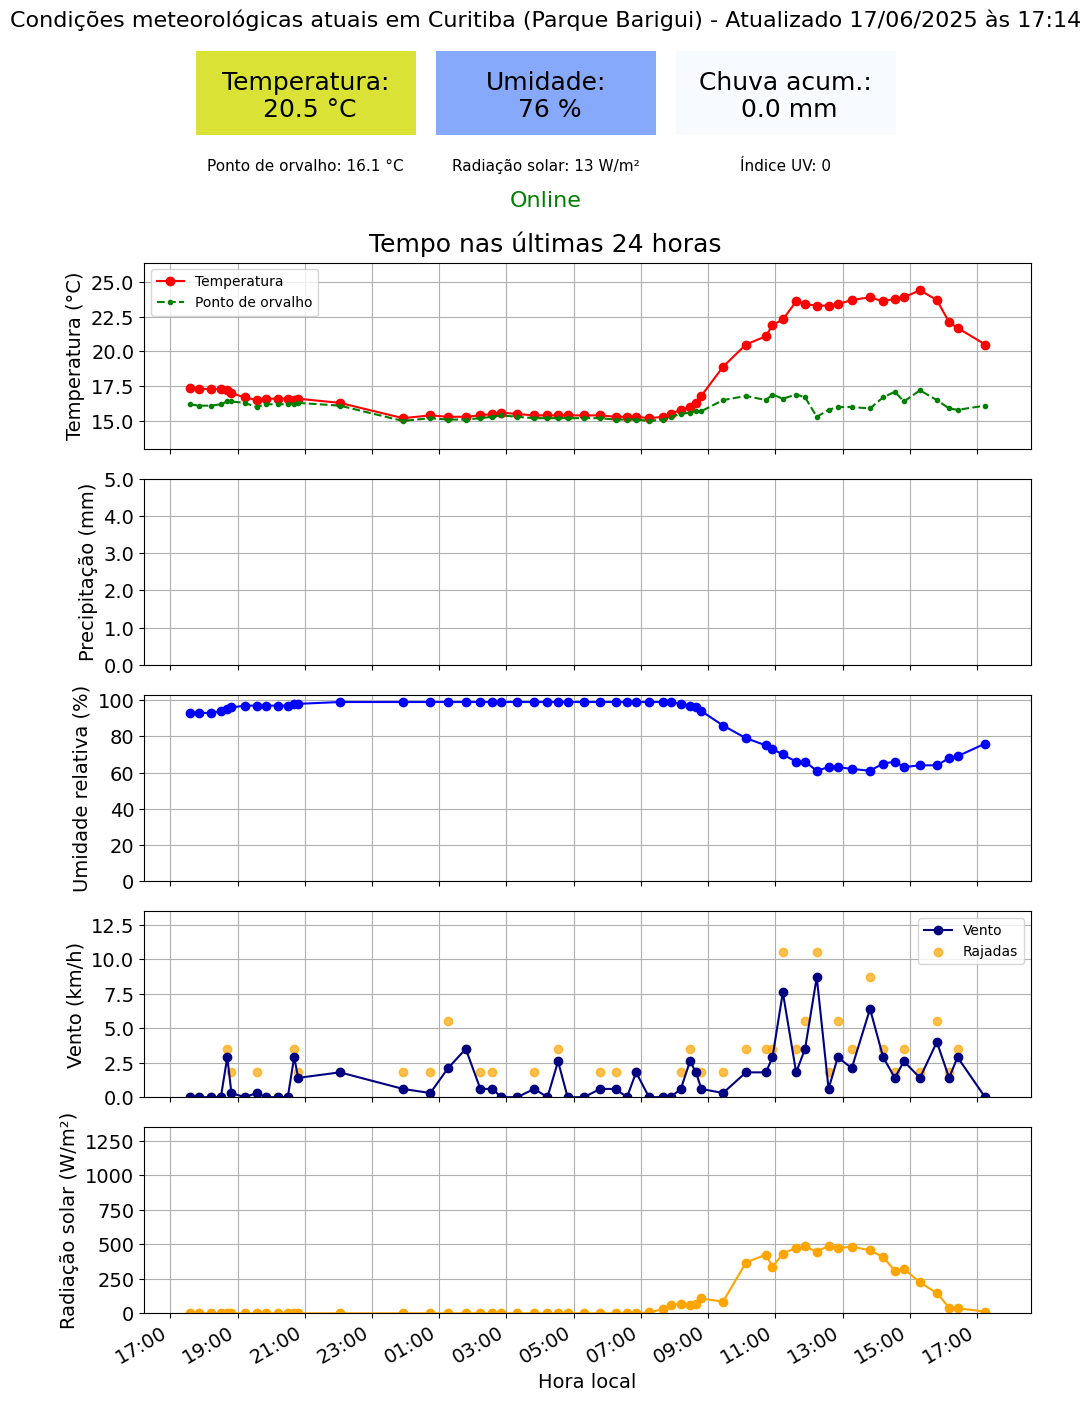 Condições meteorológicas atuais em Curitiba (Parque Barigui) - Atualizado 17/06/2025 às 17:14
Temperatura:
20.5 °C
Umidade:
76 %
Chuva acum.:
0.0 mm
Ponto de orvalho: 16.1 °C
Radiação solar: 13 W/m²
Índice UV: 0
Online
Tempo nas últimas 24 horas
Temperatura (°C)
25.0
22.5
20.0
17.5
15.0
Temperatura
Ponto de orvalho
Precipitação (mm)
5.0
4.0
3.0
2.0
1.0
0.0
Umidade relativa (%)
100
80
60
40
20
0
Vento (km/h)
12.5
10.0
7.5
5.0
2.5
0.0
Vento
Rajadas
Radiação solar (W/m²)
1250
1000
750
500
250
0
17:00
19:00
21:00
23:00
01:00
03:00
05:00
07:00
09:00
11:00
13:00
15:00
17:00
Hora local